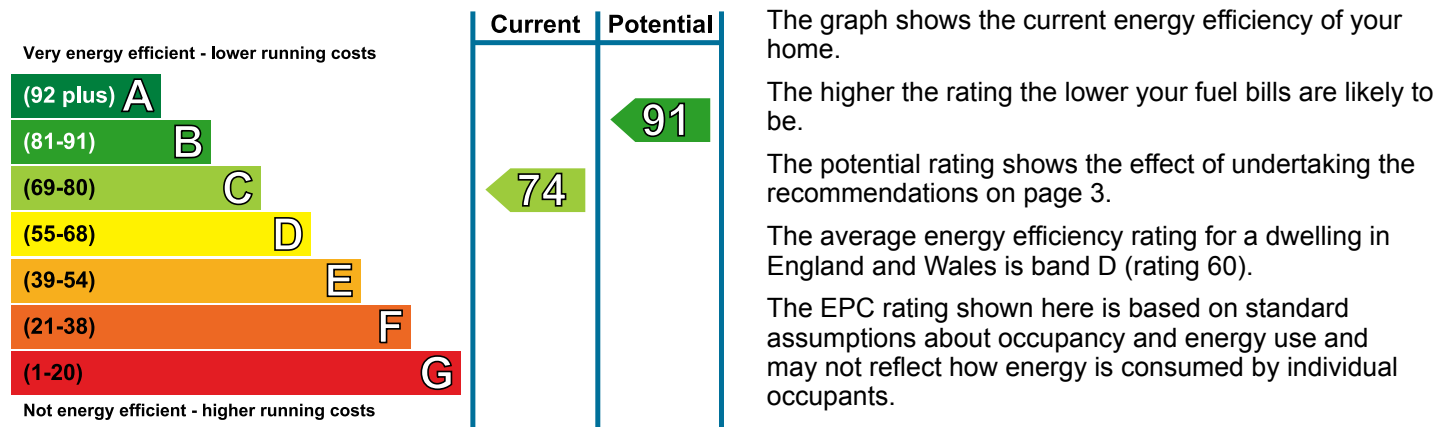 Current Potential
Very energy efficient - lower running costs
(92 plus) A
(81-91) B
(69-80) C
(55-68) D
(39-54) E
(21-38) F
(1-20) G
Not energy efficient - higher running costs
74
91
The graph shows the current energy efficiency of your
home.
The higher the rating the lower your fuel bills are likely to
be.
The potential rating shows the effect of undertaking the
recommendations on page 3.
The average energy efficiency rating for a dwelling in
England and Wales is band D (rating 60).
The EPC rating shown here is based on standard
assumptions about occupancy and energy use and
may not reflect how energy is consumed by individual
occupants.